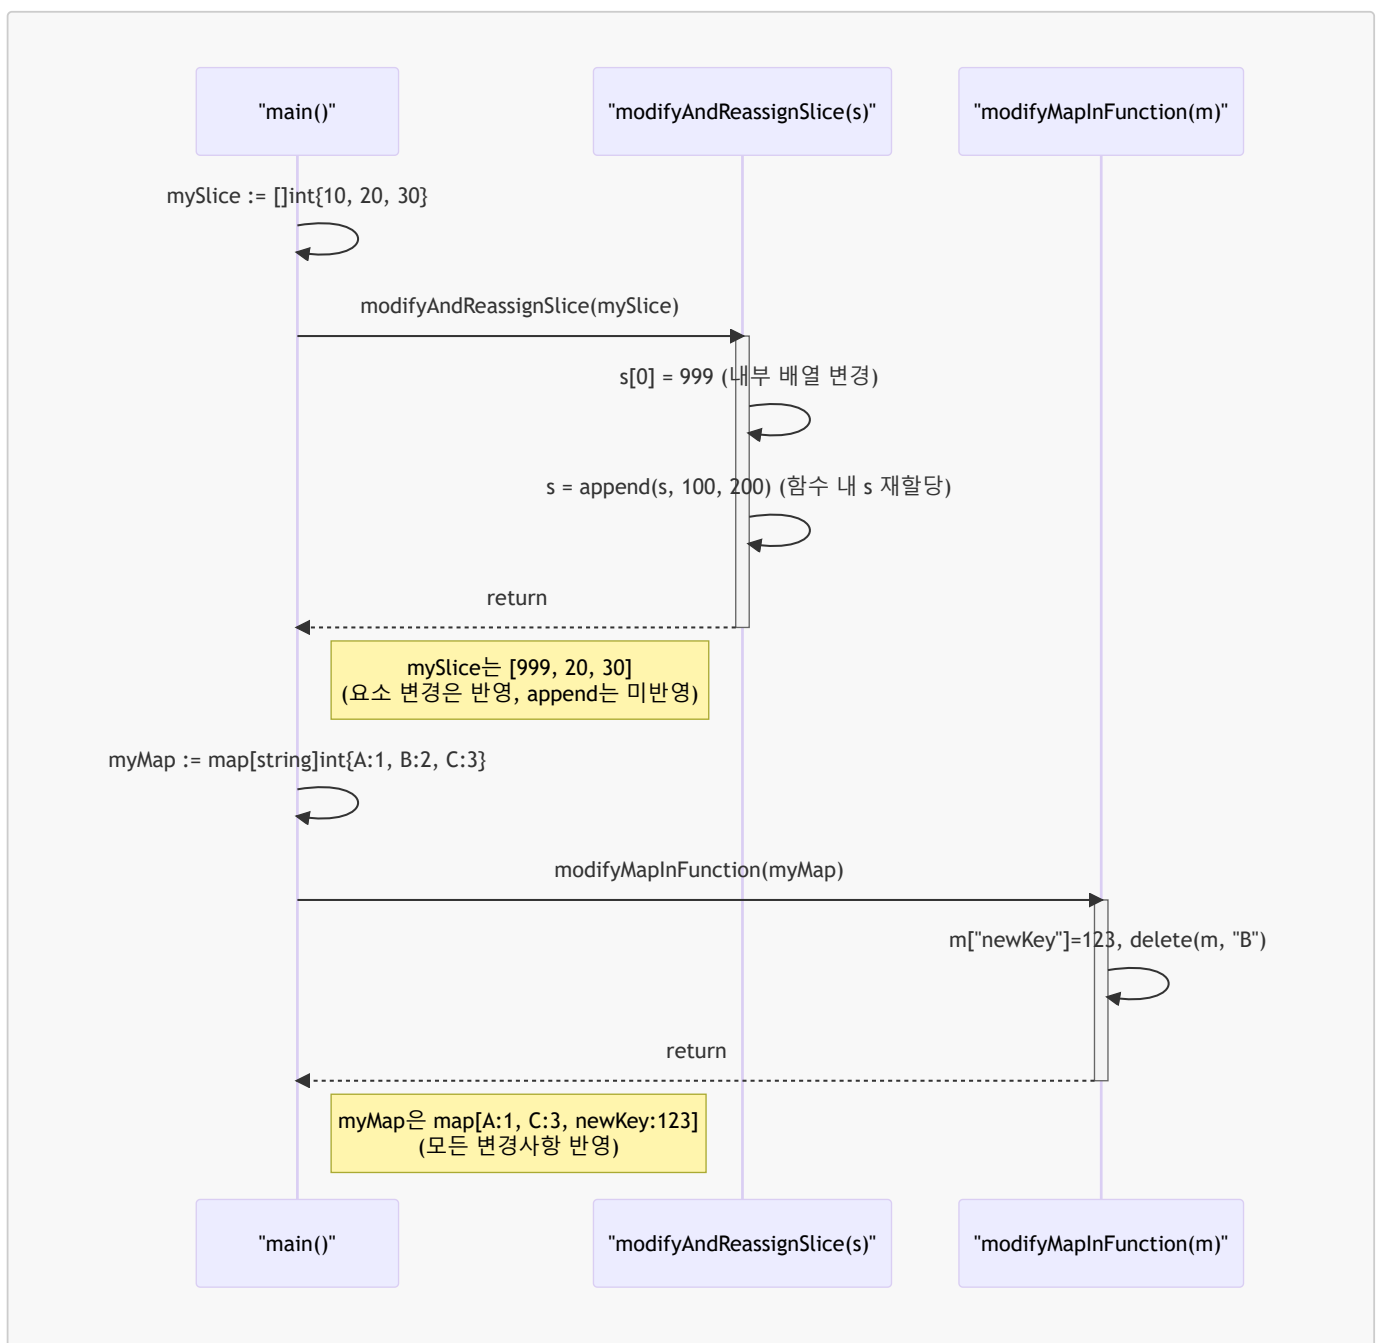 "main()"
"modifyAndReassignSlice(s)"
"modifyMapInFunction(m)"
mySlice := []int{10, 20, 30}
modifyAndReassignSlice(mySlice)
s[0] = 999 (내부 배열 변경)
s = append(s, 100, 200) (함수 내 s 재할당)
return
mySlice는 [999, 20, 30]
(요소 변경은 반영, append는 미반영)
myMap := map[string]int{A:1, B:2, C:3}
modifyMapInFunction(myMap)
m["newKey"]=123, delete(m, "B")
return
myMap은 map[A:1, C:3, newKey:123]
(모든 변경사항 반영)
"main()"
"modifyAndReassignSlice(s)"
"modifyMapInFunction(m)"